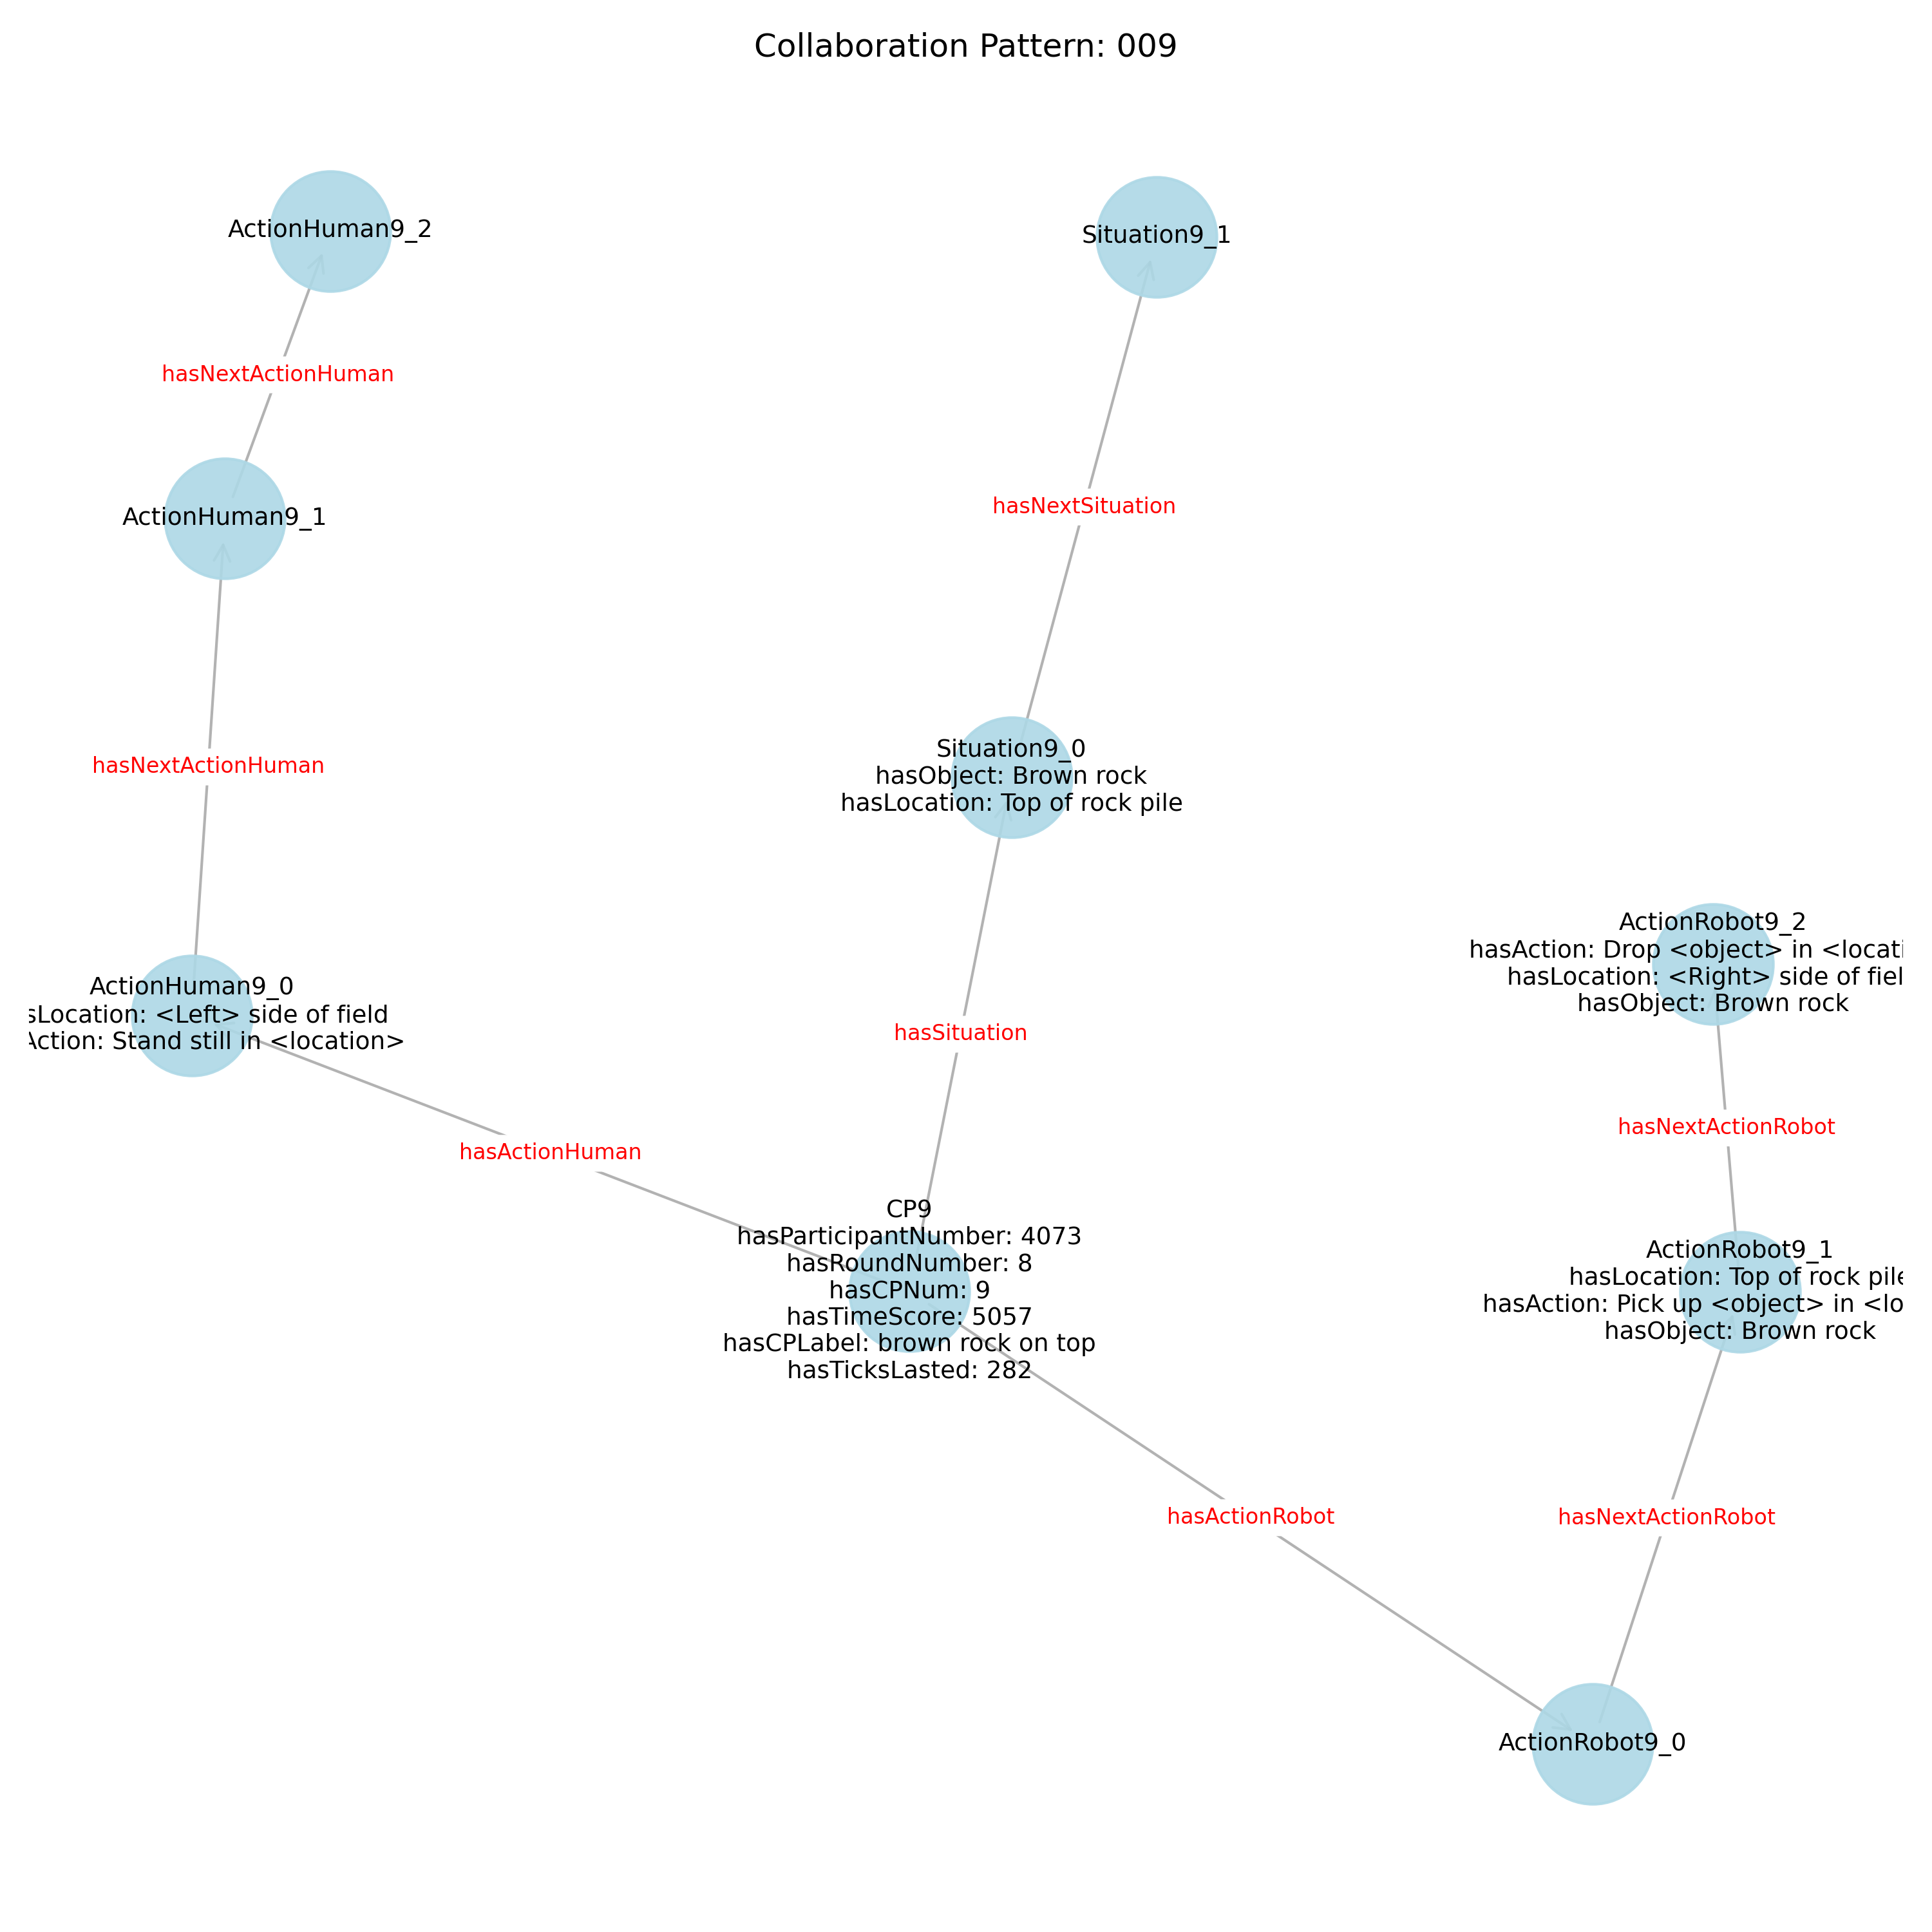 Collaboration Pattern: 009
ActionHuman9_2
Situation9_1
hasNextActionHuman
ActionHuman9_1
hasNextSituation
Situation9_0
hasObject: Brown rock
hasLocation: Top of rock pile
hasNextActionHuman
ActionRobot9_2
hasAction: Drop <object> in <locati
hasLocation: <Right> side of fiel
hasObject: Brown rock
ActionHuman9_0
sLocation: <Left> side of field
Action: Stand still in <location>
hasSituation
hasNextActionRobot
hasActionHuman
CP9
hasParticipantNumber: 4073
hasRoundNumber: 8
hasCPNum: 9
hasTimeScore: 5057
hasCPLabel: brown rock on top
hasTicksLasted: 282
ActionRobot9_1
hasLocation: Top of rock pile
hasAction: Pick up <object> in <lo
hasObject: Brown rock
hasActionRobot
hasNextActionRobot
ActionRobot9_0